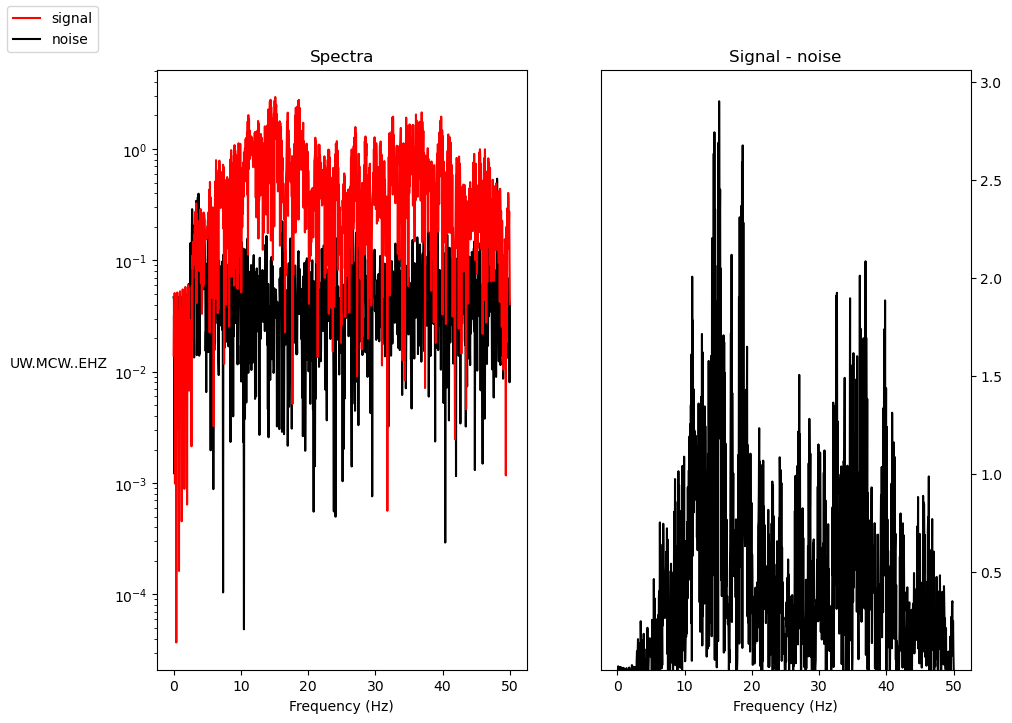 signal
noise
Spectra
Signal - noise
UW.MCW..EHZ
10^0
10^-1
10^-2
10^-3
10^-4
0 10 20 30 40 50
Frequency (Hz)
3.0
2.5
2.0
1.5
1.0
0.5
0 10 20 30 40 50
Frequency (Hz)